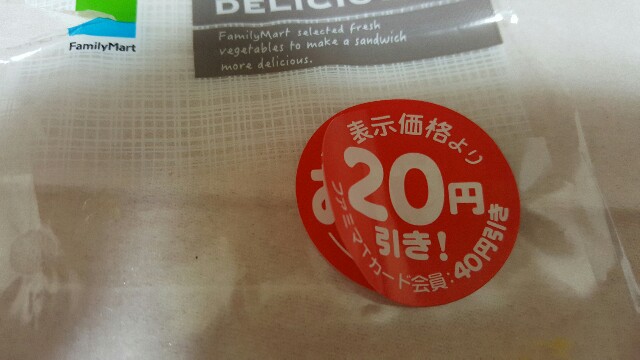 FamilyMart
FamilyMart selected fresh
vegetables to make a sandwich
more delicious.
表示価格より
20円
引き!
ファミマTカード会員:40円引き